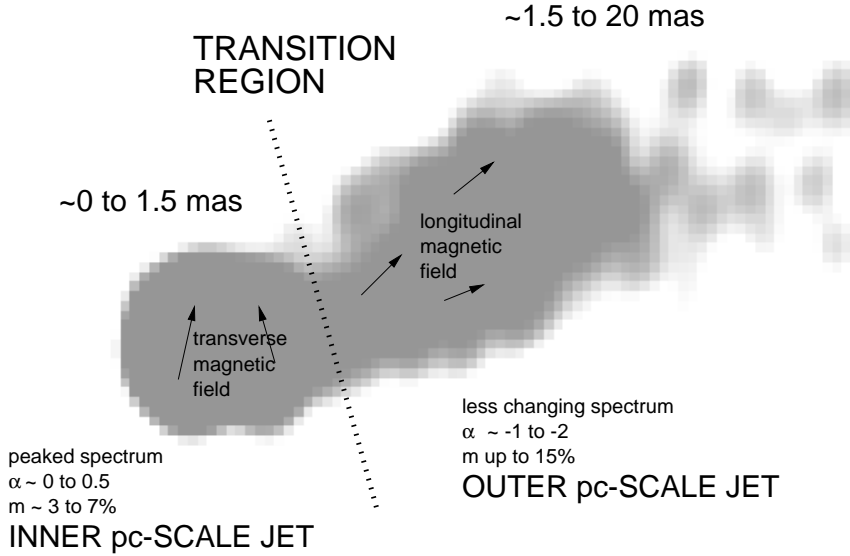 ~1.5 to 20 mas
TRANSITION
REGION
~0 to 1.5 mas
longitudinal
magnetic
field
transverse
magnetic
field
less changing spectrum
α ~ -1 to -2
m up to 15%
OUTER pc-SCALE JET
peaked spectrum
α ~ 0 to 0.5
m ~ 3 to 7%
INNER pc-SCALE JET